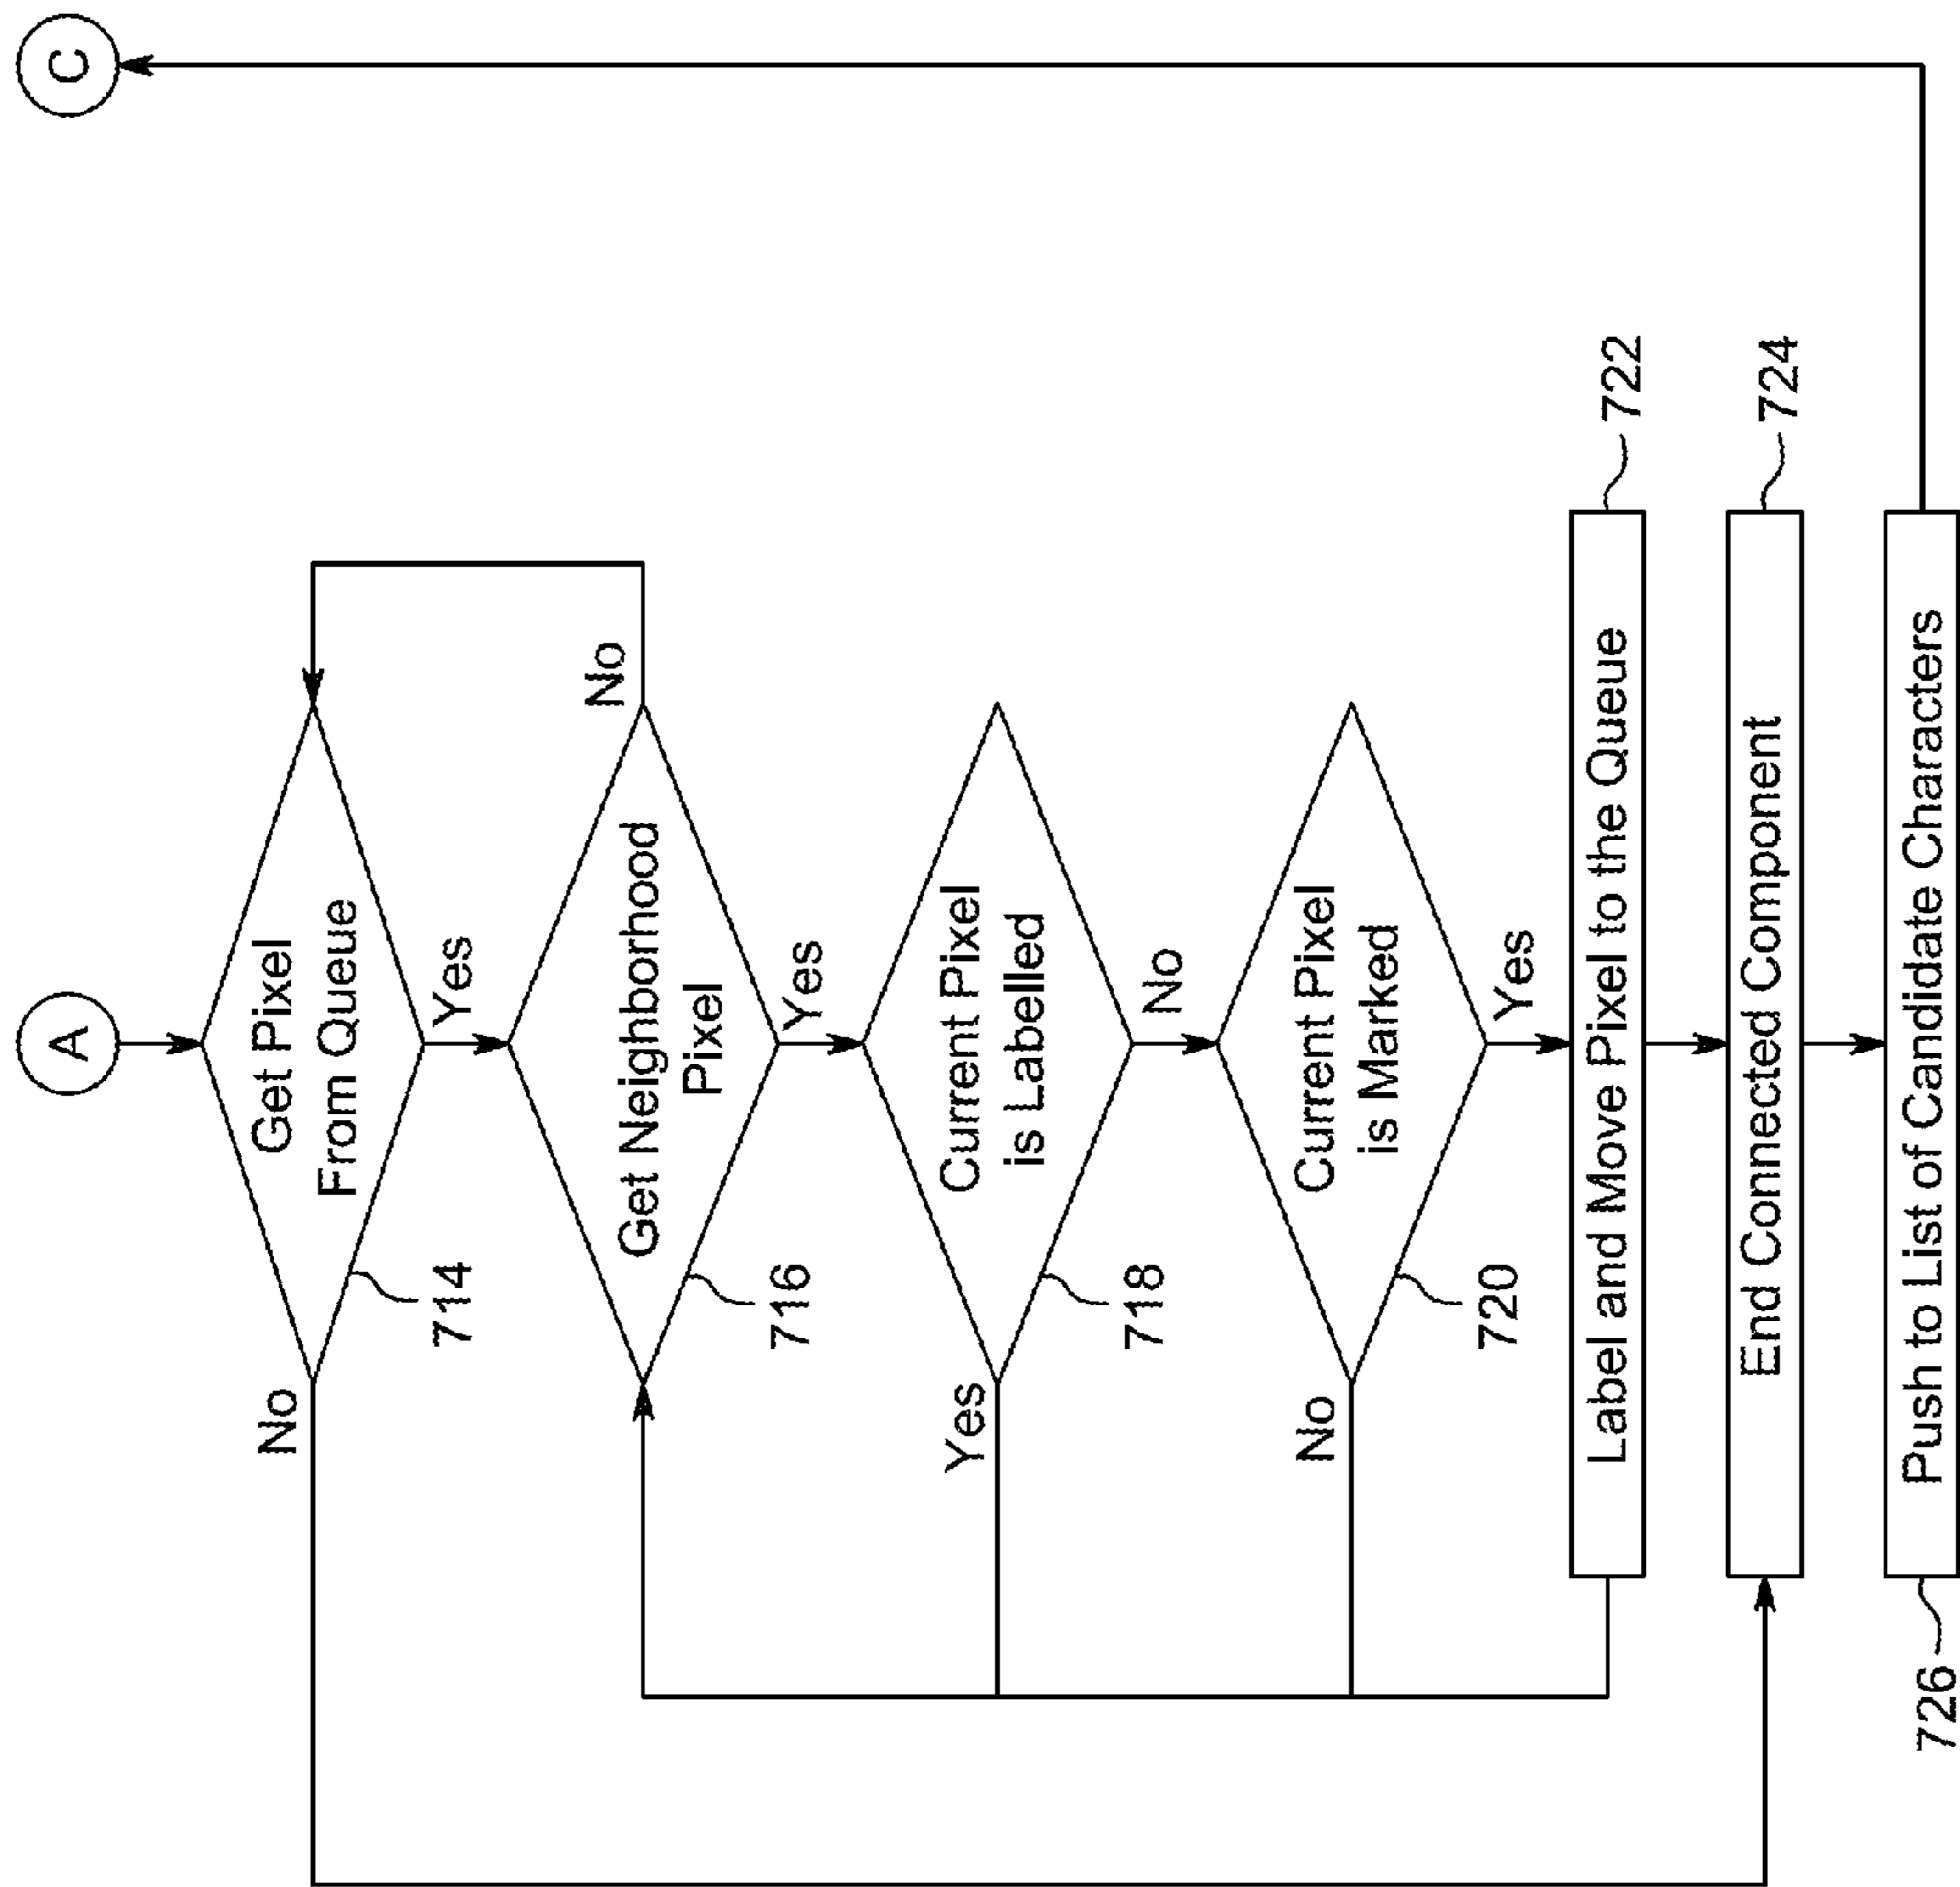 A
C
Get Pixel
From Queue
No
Yes
714
Get Neighborhood
Pixel
No
Yes
716
Current Pixel
is Labelled
Yes
No
718
Current Pixel
is Marked
No
Yes
720
Label and Move Pixel to the Queue
722
End Connected Component
724
Push to List of Candidate Characters
726